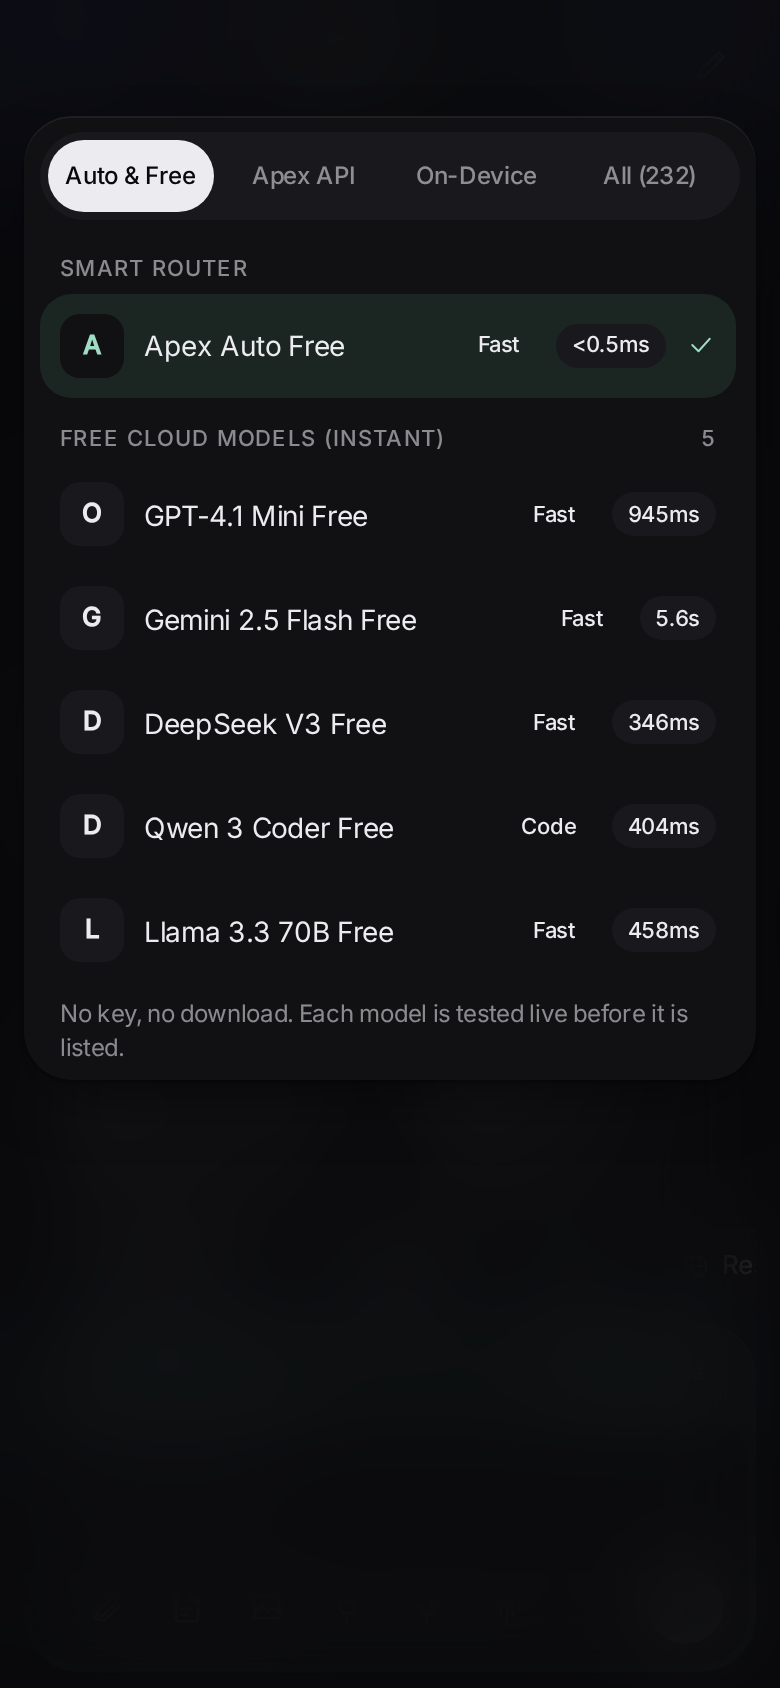 Auto & Free Apex API On-Device All (232)
SMART ROUTER
A Apex Auto Free Fast <0.5ms
FREE CLOUD MODELS (INSTANT) 5
O GPT-4.1 Mini Free Fast 945ms
G Gemini 2.5 Flash Free Fast 5.6s
D DeepSeek V3 Free Fast 346ms
D Qwen 3 Coder Free Code 404ms
L Llama 3.3 70B Free Fast 458ms
No key, no download. Each model is tested live before it is
listed.
Re